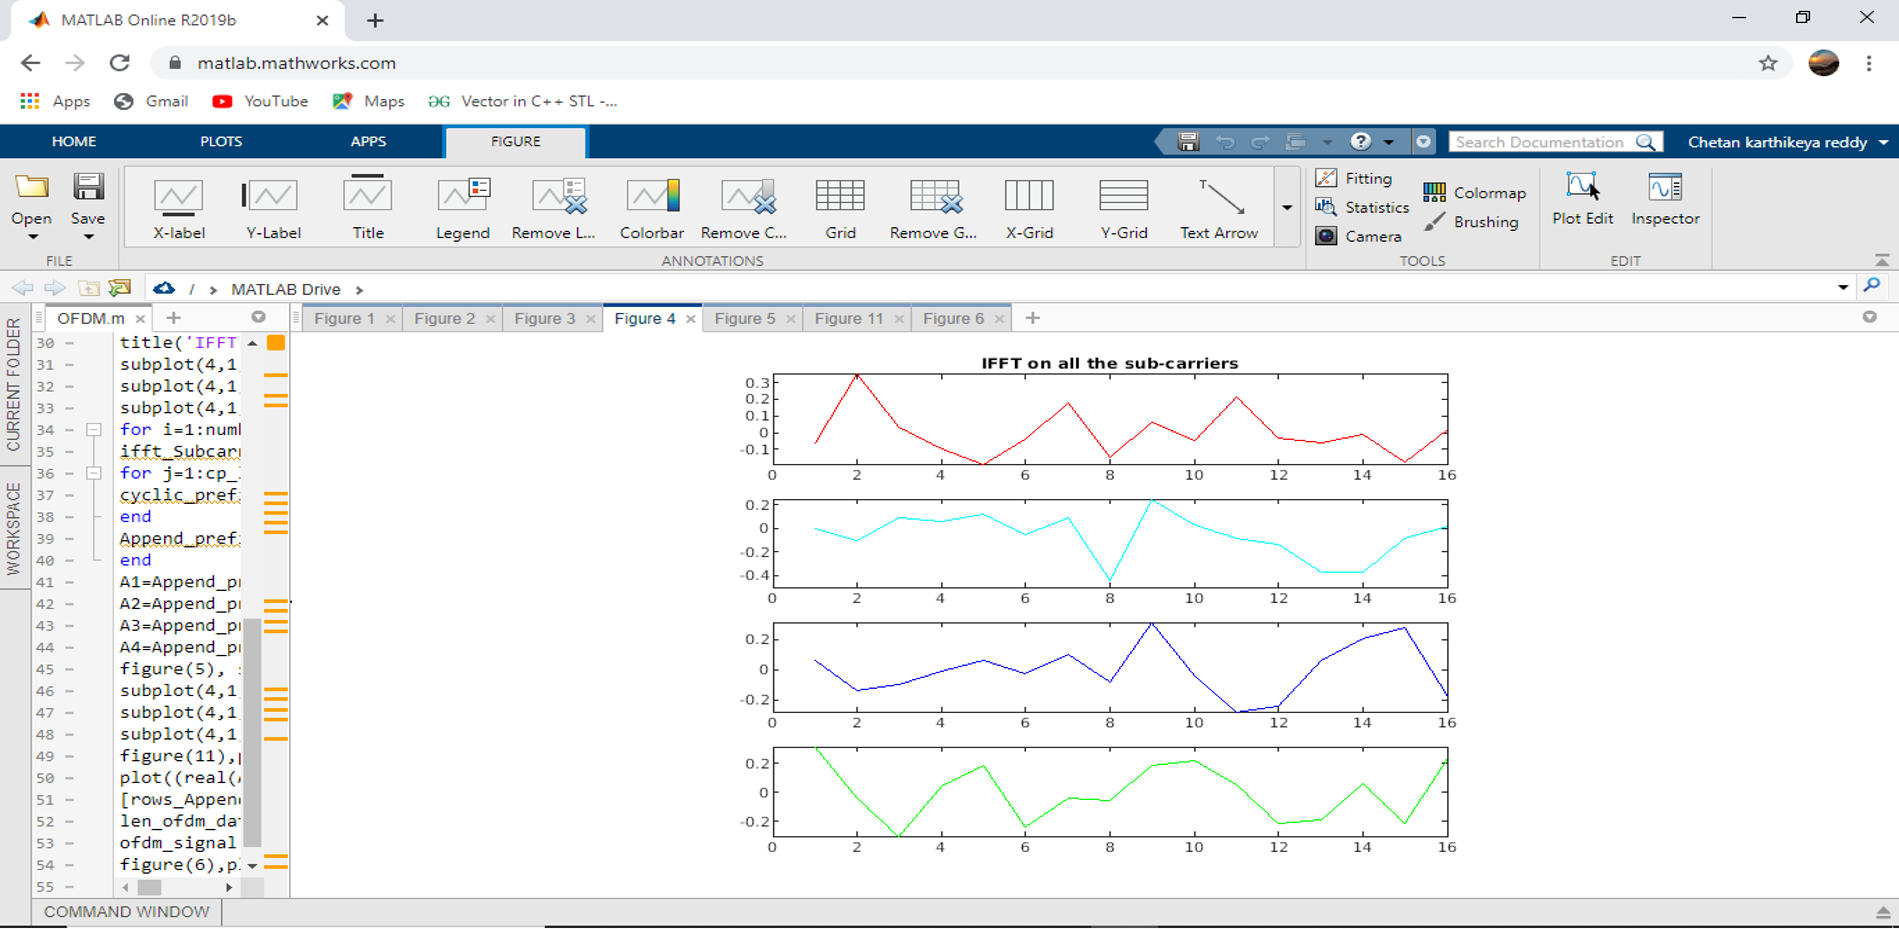 MATLAB Online R2019b
matlab.mathworks.com
Apps Gmail YouTube Maps Vector in C++ STL -...
HOME PLOTS APPS FIGURE Search Documentation Chetan karthikeya reddy
Open Save X-label Y-Label Title Legend Remove L... Colorbar Remove C... Grid Remove G... X-Grid Y-Grid Text Arrow
Fitting Statistics Camera Colormap Brushing Plot Edit Inspector
FILE ANNOTATIONS TOOLS EDIT
/ > MATLAB Drive >
CURRENT FOLDER
WORKSPACE
OFDM.m Figure 1 Figure 2 Figure 3 Figure 4 Figure 5 Figure 11 Figure 6
30 title('IFFT
31 subplot(4,1
32 subplot(4,1
33 subplot(4,1
34 for i=1:num
35 ifft_Subcar
36 for j=1:cp_
37 cyclic_pref
38 end
39 Append_pref
40 end
41 A1=Append_p
42 A2=Append_p
43 A3=Append_p
44 A4=Append_p
45 figure(5),
46 subplot(4,1
47 subplot(4,1
48 subplot(4,1
49 figure(11),
50 plot((real(
51 [rows_Appen
52 len_ofdm_da
53 ofdm_signal
54 figure(6),p
55
IFFT on all the sub-carriers
0.3
0.2
0.1
0
-0.1
0 2 4 6 8 10 12 14 16
0.2
0
-0.2
-0.4
0 2 4 6 8 10 12 14 16
0.2
0
-0.2
0 2 4 6 8 10 12 14 16
0.2
0
-0.2
0 2 4 6 8 10 12 14 16
COMMAND WINDOW